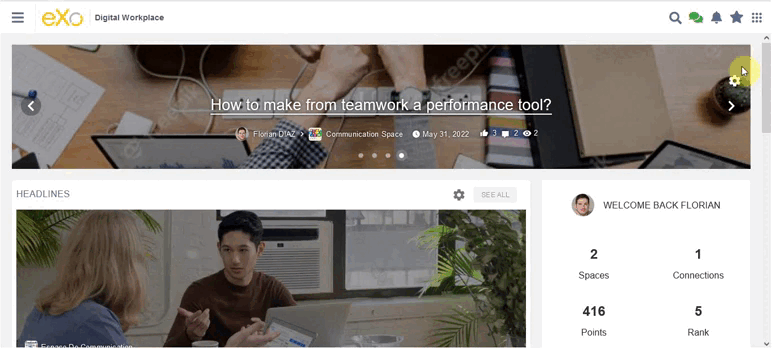 eXo Digital Workplace
How to make from teamwork a performance tool?
Florian DIAZ > Communication Space May 31, 2022 3 2 2
HEADLINES
SEE ALL
WELCOME BACK FLORIAN
2
Spaces
1
Connections
416
Points
5
Rank
Espace De Communication